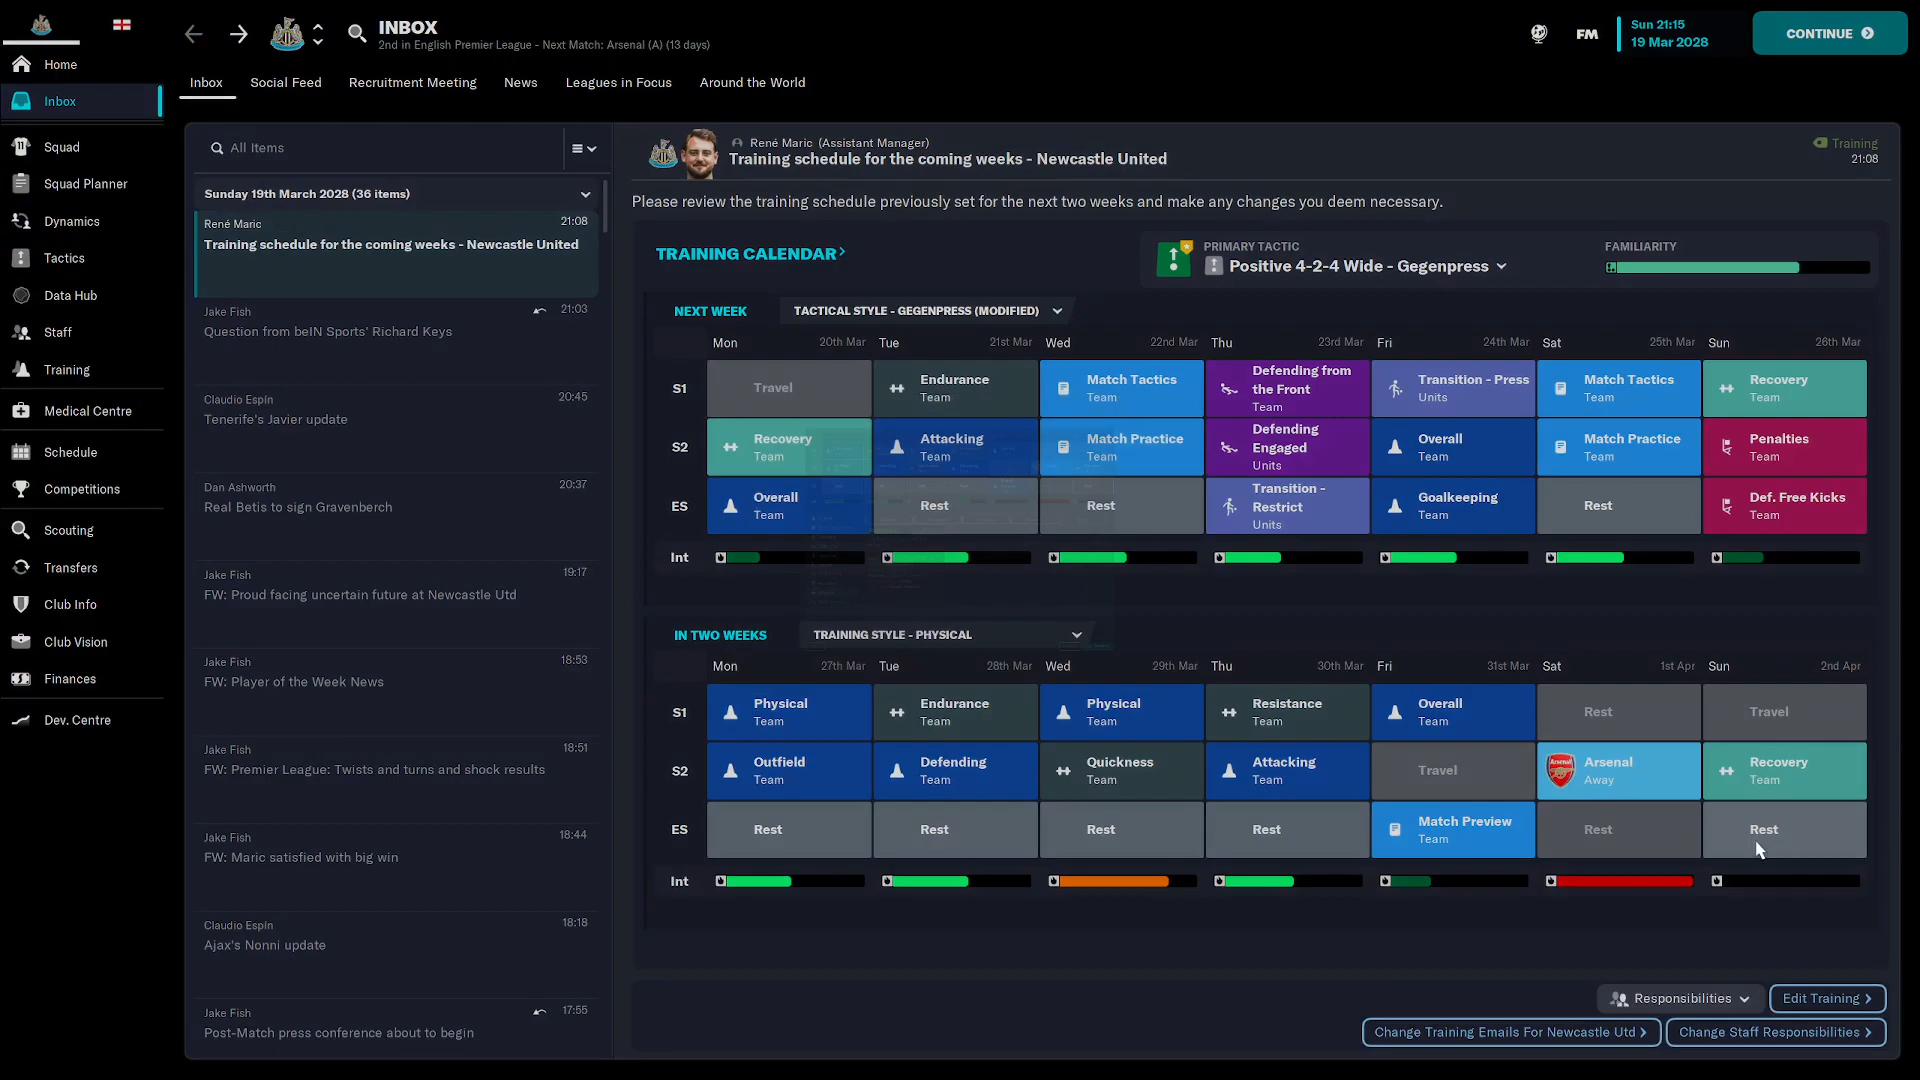 INBOX
2nd in English Premier League - Next Match: Arsenal (A) (13 days)
FM
Sun 21:15
19 Mar 2028
CONTINUE
Home
Inbox
Squad
Squad Planner
Dynamics
Tactics
Data Hub
Staff
Training
Medical Centre
Schedule
Competitions
Scouting
Transfers
Club Info
Club Vision
Finances
Dev. Centre
Inbox Social Feed Recruitment Meeting News Leagues in Focus Around the World
All Items
Sunday 19th March 2028 (36 items)
René Maric 21:08
Training schedule for the coming weeks - Newcastle United
Jake Fish 21:03
Question from beIN Sports' Richard Keys
Claudio Espín 20:45
Tenerife's Javier update
Dan Ashworth 20:37
Real Betis to sign Gravenberch
Jake Fish 19:17
FW: Proud facing uncertain future at Newcastle Utd
Jake Fish 18:53
FW: Player of the Week News
Jake Fish 18:51
FW: Premier League: Twists and turns and shock results
Jake Fish 18:44
FW: Maric satisfied with big win
Claudio Espín 18:18
Ajax's Nonni update
Jake Fish 17:55
Post-Match press conference about to begin
René Maric (Assistant Manager)
Training schedule for the coming weeks - Newcastle United
Training
21:08
Please review the training schedule previously set for the next two weeks and make any changes you deem necessary.
TRAINING CALENDAR
PRIMARY TACTIC
Positive 4-2-4 Wide - Gegenpress
FAMILIARITY
NEXT WEEK TACTICAL STYLE - GEGENPRESS (MODIFIED)
Mon 20th Mar Tue 21st Mar Wed 22nd Mar Thu 23rd Mar Fri 24th Mar Sat 25th Mar Sun 26th Mar
S1
Travel
Endurance
Team
Match Tactics
Team
Defending from
the Front
Team
Transition - Press
Units
Match Tactics
Team
Recovery
Team
S2
Recovery
Team
Attacking
Team
Match Practice
Team
Defending
Engaged
Units
Overall
Team
Match Practice
Team
Penalties
Team
ES
Overall
Team
Rest
Rest
Transition -
Restrict
Units
Goalkeeping
Team
Rest
Def. Free Kicks
Team
Int
IN TWO WEEKS TRAINING STYLE - PHYSICAL
Mon 27th Mar Tue 28th Mar Wed 29th Mar Thu 30th Mar Fri 31st Mar Sat 1st Apr Sun 2nd Apr
S1
Physical
Team
Endurance
Team
Physical
Team
Resistance
Team
Overall
Team
Rest
Travel
S2
Outfield
Team
Defending
Team
Quickness
Team
Attacking
Team
Travel
Arsenal
Away
Recovery
Team
ES
Rest
Rest
Rest
Rest
Match Preview
Team
Rest
Rest
Int
Responsibilities
Edit Training
Change Training Emails For Newcastle Utd
Change Staff Responsibilities